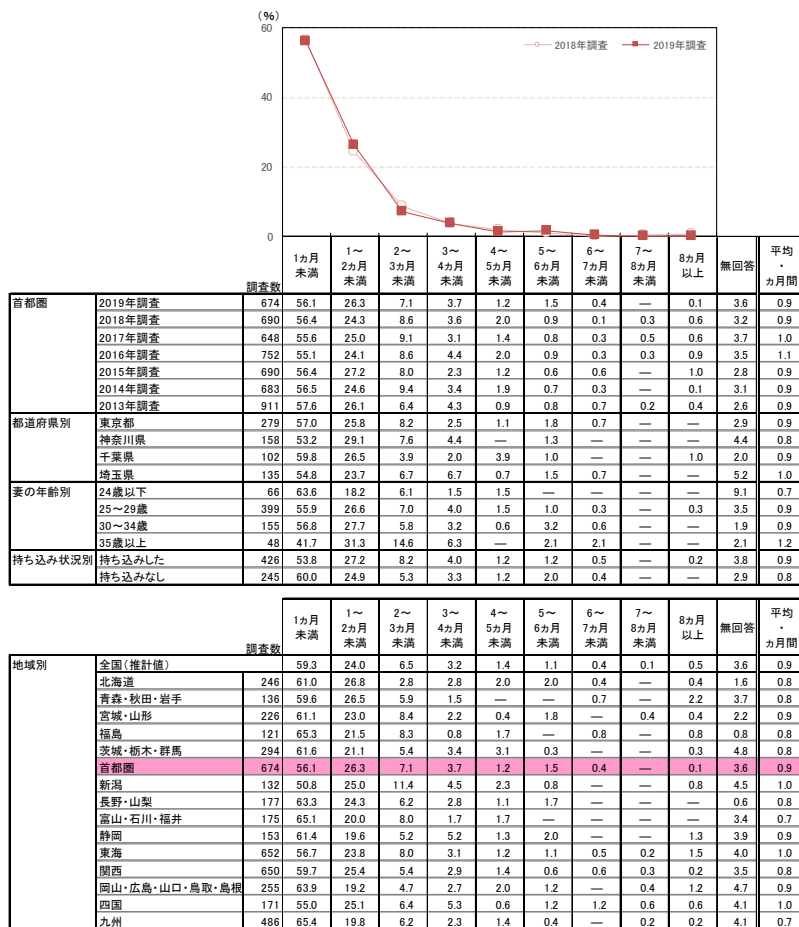 （%）
60
40
20
0
2018年調査 2019年調査
調査数 1ヵ月未満 1～2ヵ月未満 2～3ヵ月未満 3～4ヵ月未満 4～5ヵ月未満 5～6ヵ月未満 6～7ヵ月未満 7～8ヵ月未満 8ヵ月以上 無回答 平均・ヵ月間
首都圏 2019年調査 674 56.1 26.3 7.1 3.7 1.2 1.5 0.4 — 0.1 3.6 0.9
2018年調査 690 56.4 24.3 8.6 3.6 2.0 0.9 0.1 0.3 0.6 3.2 0.9
2017年調査 648 55.6 25.0 9.1 3.1 1.4 0.8 0.3 0.5 0.6 3.7 1.0
2016年調査 752 55.1 24.1 8.6 4.4 2.0 0.9 0.3 0.3 0.9 3.5 1.1
2015年調査 690 56.4 27.2 8.0 2.3 1.2 0.6 0.6 — 1.0 2.8 0.9
2014年調査 683 56.5 24.6 9.4 3.4 1.9 0.7 0.3 — 0.1 3.1 0.9
2013年調査 911 57.6 26.1 6.4 4.3 0.9 0.8 0.7 0.2 0.4 2.6 0.9
都道府県別 東京都 279 57.0 25.8 8.2 2.5 1.1 1.8 0.7 — — 2.9 0.9
神奈川県 158 53.2 29.1 7.6 4.4 — 1.3 — — — 4.4 0.8
千葉県 102 59.8 26.5 3.9 2.0 3.9 1.0 — — 1.0 2.0 0.9
埼玉県 135 54.8 23.7 6.7 6.7 0.7 1.5 0.7 — — 5.2 1.0
妻の年齢別 24歳以下 66 63.6 18.2 6.1 1.5 1.5 — — — — 9.1 0.7
25～29歳 399 55.9 26.6 7.0 4.0 1.5 1.0 0.3 — 0.3 3.5 0.9
30～34歳 155 56.8 27.7 5.8 3.2 0.6 3.2 0.6 — — 1.9 0.9
35歳以上 48 41.7 31.3 14.6 6.3 — 2.1 2.1 — — 2.1 1.2
持ち込み状況別 持ち込みした 426 53.8 27.2 8.2 4.0 1.2 1.2 0.5 — 0.2 3.8 0.9
持ち込みなし 245 60.0 24.9 5.3 3.3 1.2 2.0 0.4 — — 2.9 0.8
調査数 1ヵ月未満 1～2ヵ月未満 2～3ヵ月未満 3～4ヵ月未満 4～5ヵ月未満 5～6ヵ月未満 6～7ヵ月未満 7～8ヵ月未満 8ヵ月以上 無回答 平均・ヵ月間
地域別 全国（推計値） 59.3 24.0 6.5 3.2 1.4 1.1 0.4 0.1 0.5 3.6 0.9
北海道 246 61.0 26.8 2.8 2.8 2.0 2.0 0.4 — 0.4 1.6 0.8
青森・秋田・岩手 136 59.6 26.5 5.9 1.5 — — 0.7 — 2.2 3.7 0.8
宮城・山形 226 61.1 23.0 8.4 2.2 0.4 1.8 — 0.4 0.4 2.2 0.9
福島 121 65.3 21.5 8.3 0.8 1.7 — 0.8 — 0.8 0.8 0.8
茨城・栃木・群馬 294 61.6 21.1 5.4 3.4 3.1 0.3 — — 0.3 4.8 0.8
首都圏 674 56.1 26.3 7.1 3.7 1.2 1.5 0.4 — 0.1 3.6 0.9
新潟 132 50.8 25.0 11.4 4.5 2.3 0.8 — — 0.8 4.5 1.0
長野・山梨 177 63.3 24.3 6.2 2.8 1.1 1.7 — — — 0.6 0.8
富山・石川・福井 175 65.1 20.0 8.0 1.7 1.7 — — — — 3.4 0.7
静岡 153 61.4 19.6 5.2 5.2 1.3 2.0 — — 1.3 3.9 0.9
東海 652 56.7 23.8 8.0 3.1 1.2 1.1 0.5 0.2 1.5 4.0 1.0
関西 650 59.7 25.4 5.4 2.9 1.4 0.6 0.6 0.3 0.2 3.5 0.8
岡山・広島・山口・鳥取・島根 255 63.9 19.2 4.7 2.7 2.0 1.2 — 0.4 1.2 4.7 0.9
四国 171 55.0 25.1 6.4 5.3 0.6 1.2 1.2 0.6 0.6 4.1 1.0
九州 486 65.4 19.8 6.2 2.3 1.4 0.4 — 0.2 0.2 4.1 0.7